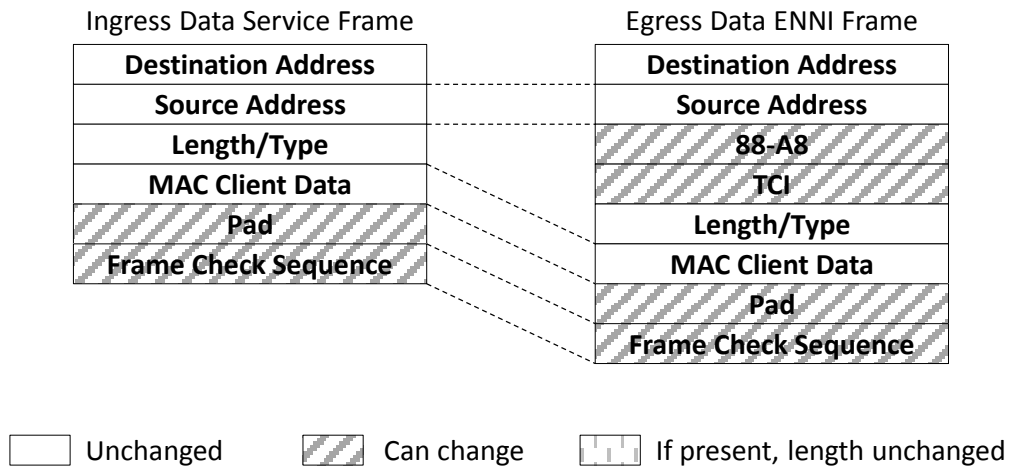 Ingress Data Service Frame
Destination Address
Source Address
Length/Type
MAC Client Data
Pad
Frame Check Sequence
Egress Data ENNI Frame
Destination Address
Source Address
88-A8
TCI
Length/Type
MAC Client Data
Pad
Frame Check Sequence
Unchanged
Can change
If present, length unchanged